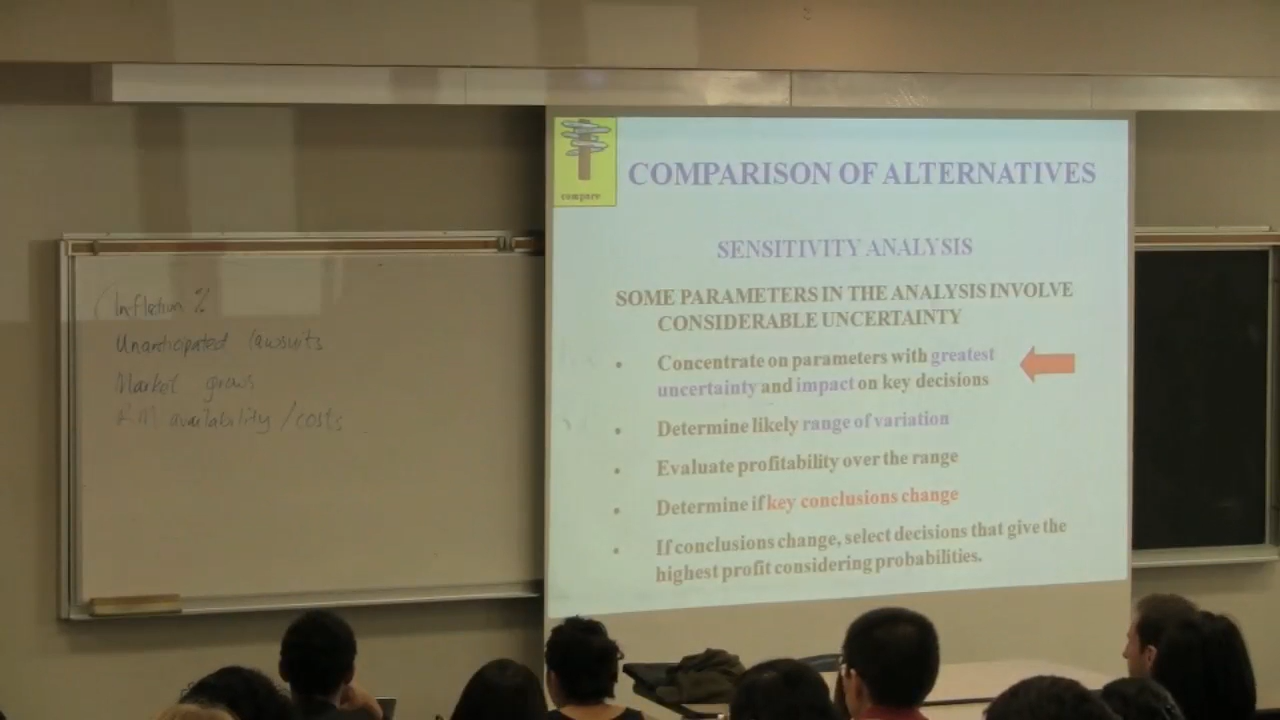 Inflation %
Unanticipated lawsuits
Market grows
RM availability / costs
compare
COMPARISON OF ALTERNATIVES
SENSITIVITY ANALYSIS
SOME PARAMETERS IN THE ANALYSIS INVOLVE
CONSIDERABLE UNCERTAINTY
• Concentrate on parameters with greatest
uncertainty and impact on key decisions
• Determine likely range of variation
• Evaluate profitability over the range
• Determine if key conclusions change
• If conclusions change, select decisions that give the
highest profit considering probabilities.